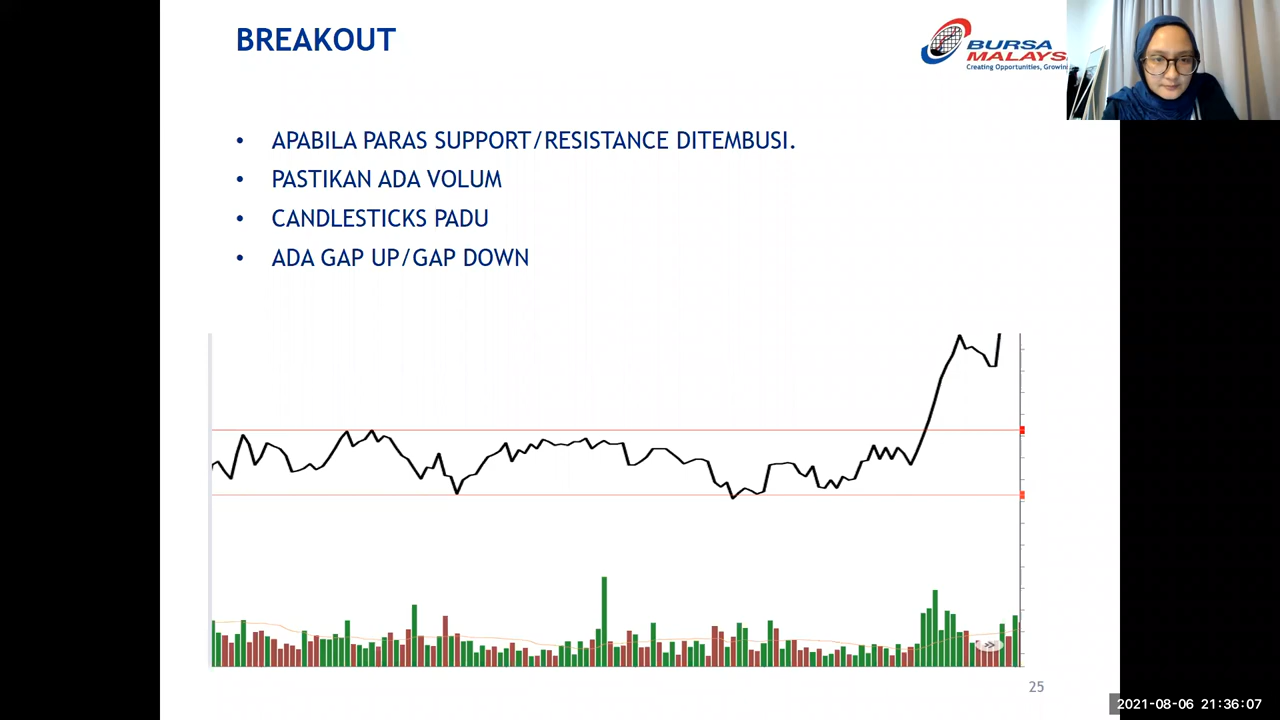 BREAKOUT
BURSA
MALAYS
Creating Opportunities, Growin
• APABILA PARAS SUPPORT/RESISTANCE DITEMBUSI.
• PASTIKAN ADA VOLUM
• CANDLESTICKS PADU
• ADA GAP UP/GAP DOWN
25
2021-08-06 21:36:07